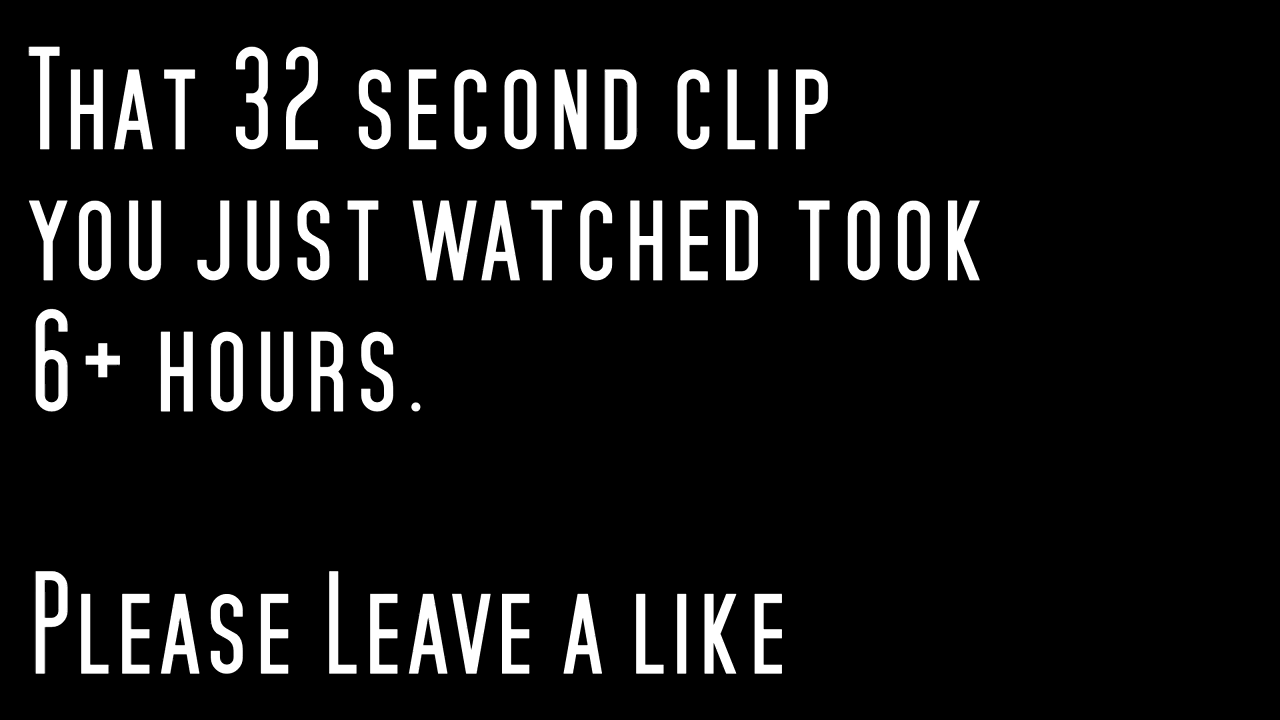 That 32 second clip
you just watched took
6+ hours.
Please Leave a like